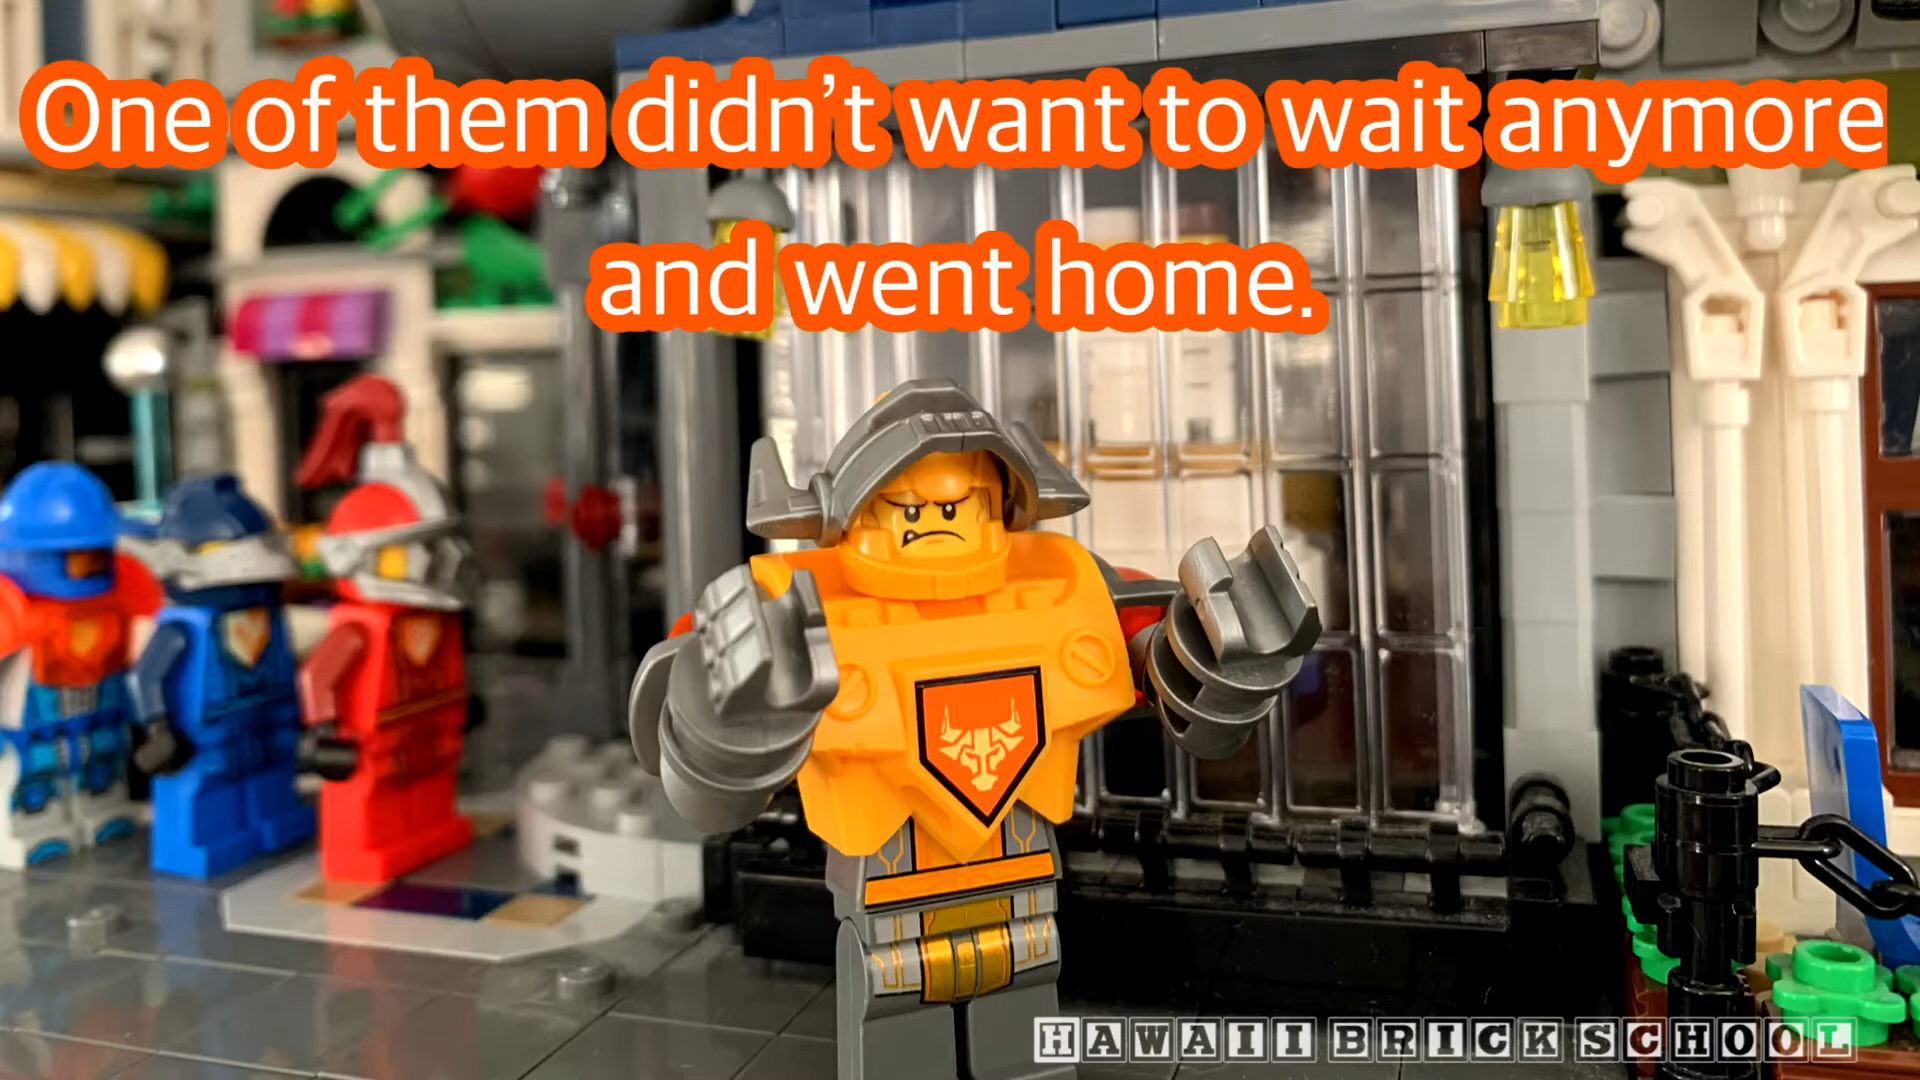 One of them didn’t want to wait anymore
and went home.
HAWAII BRICK SCHOOL